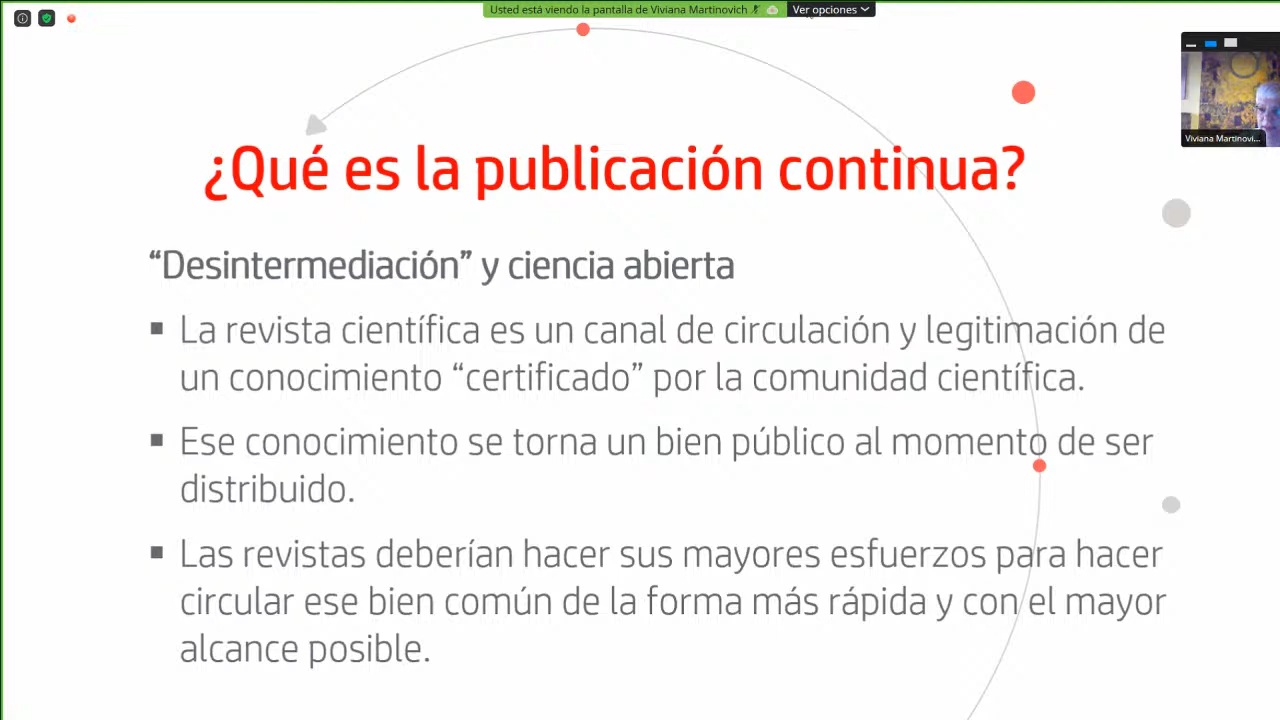 Usted está viendo la pantalla de Viviana Martinovich
Ver opciones
Viviana Martinovi...
¿Qué es la publicación continua?
“Desintermediación” y ciencia abierta
▪ La revista científica es un canal de circulación y legitimación de
un conocimiento “certificado” por la comunidad científica.
▪ Ese conocimiento se torna un bien público al momento de ser
distribuido.
▪ Las revistas deberían hacer sus mayores esfuerzos para hacer
circular ese bien común de la forma más rápida y con el mayor
alcance posible.